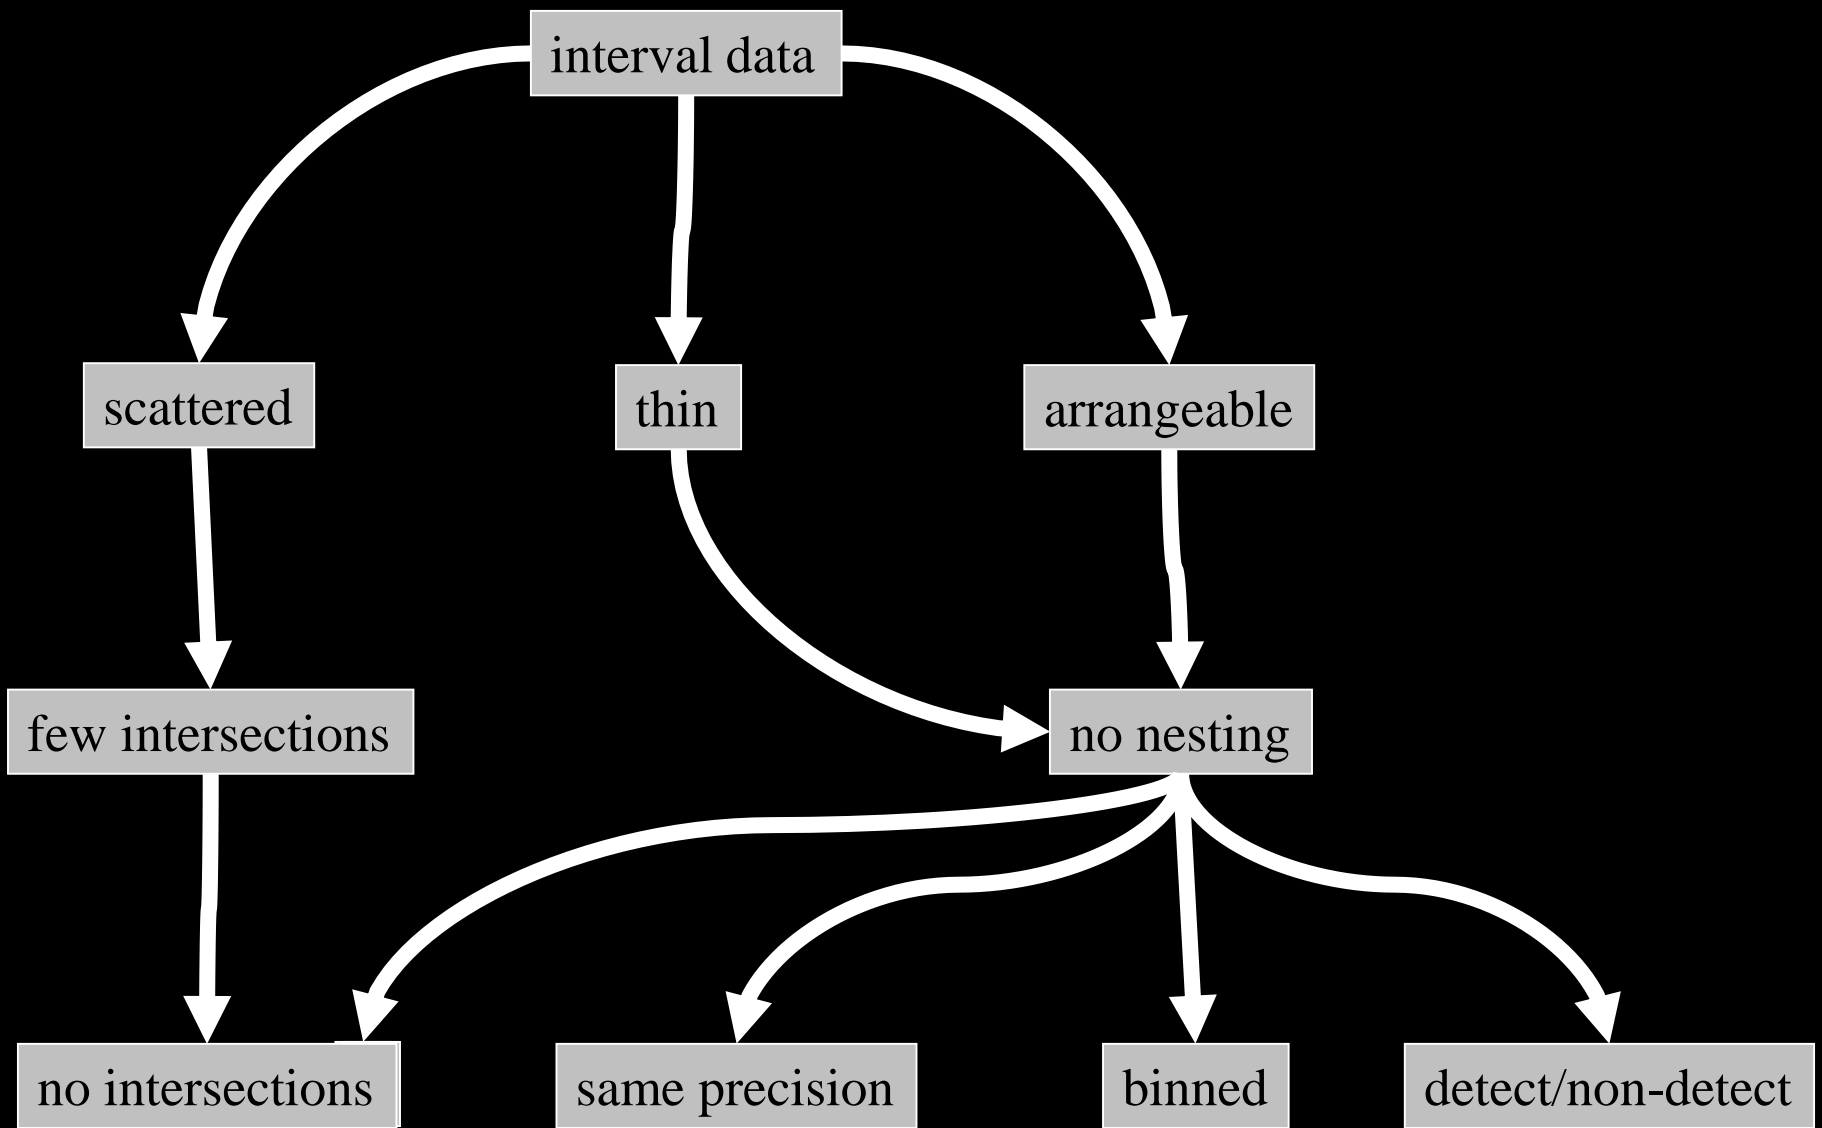 interval data
scattered
thin
arrangeable
few intersections
no nesting
no intersections
same precision
binned
detect/non-detect